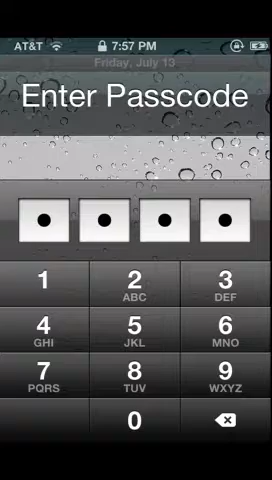 AT&T 7:57 PM
Friday, July 13
Enter Passcode
1 2 3
ABC DEF
4 5 6
GHI JKL MNO
7 8 9
PQRS TUV WXYZ
0